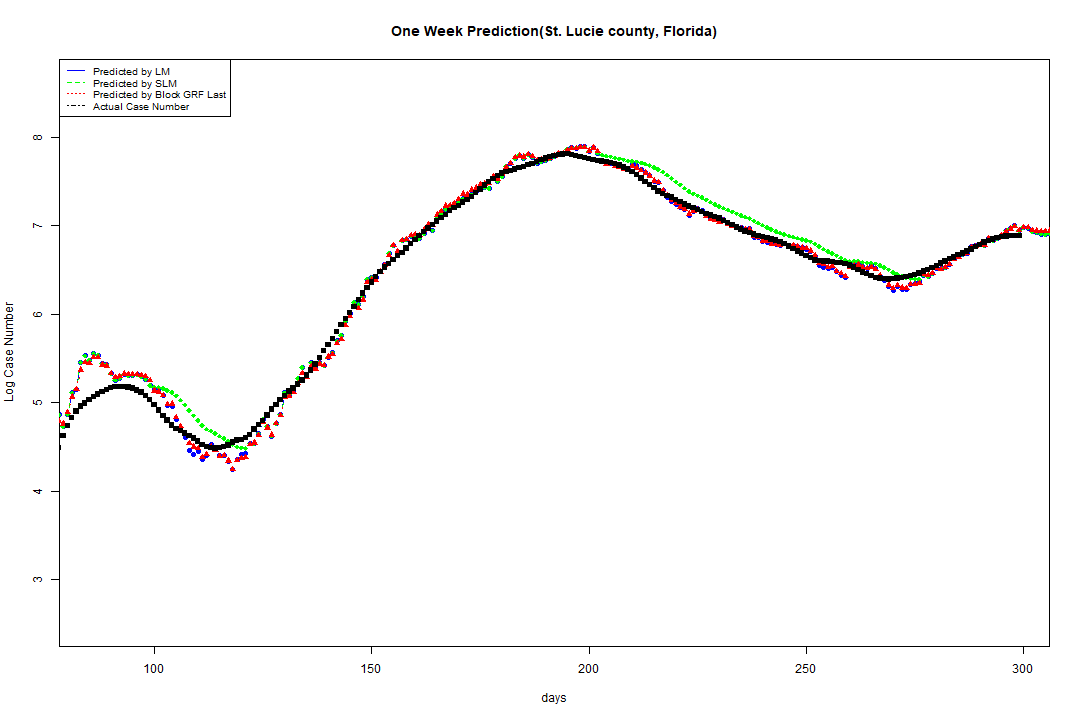 One Week Prediction(St. Lucie county, Florida)
Predicted by LM
Predicted by SLM
Predicted by Block GRF Last
Actual Case Number
8
7
6
5
4
3
Log Case Number
100 150 200 250 300
days